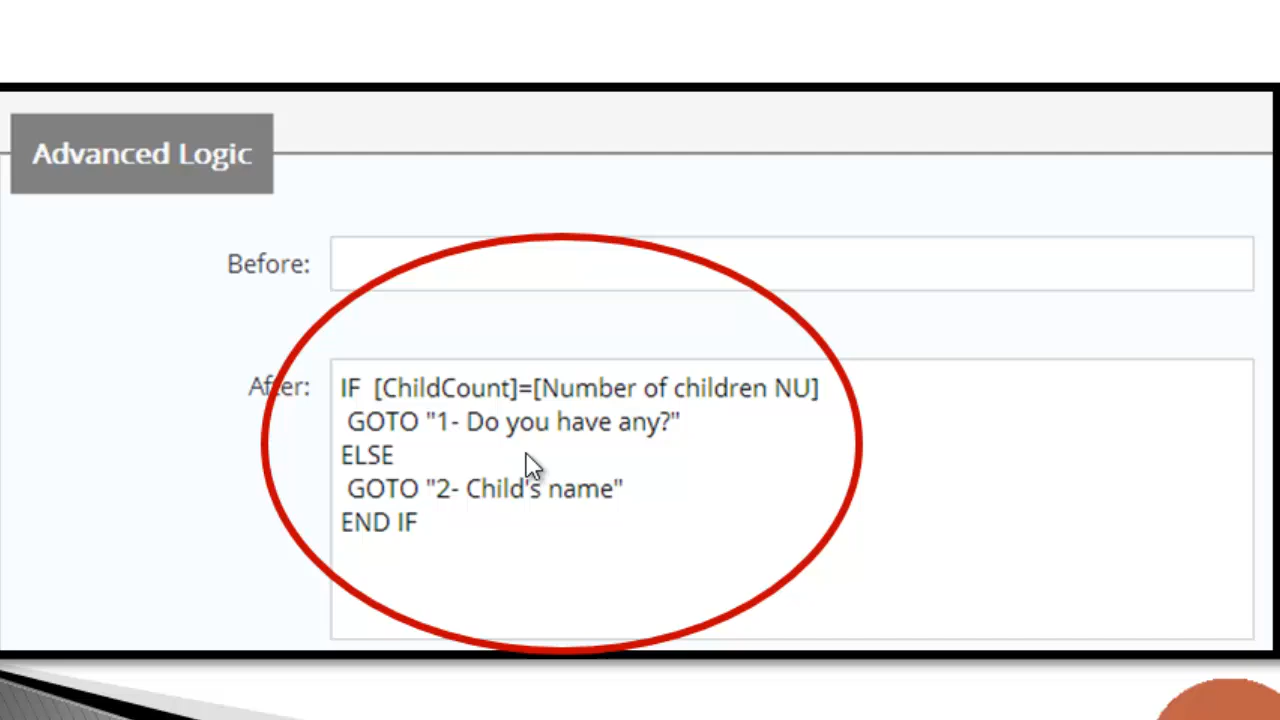 Advanced Logic
Before:
After:
IF [ChildCount]=[Number of children NU]
GOTO "1- Do you have any?"
ELSE
GOTO "2- Child's name"
END IF